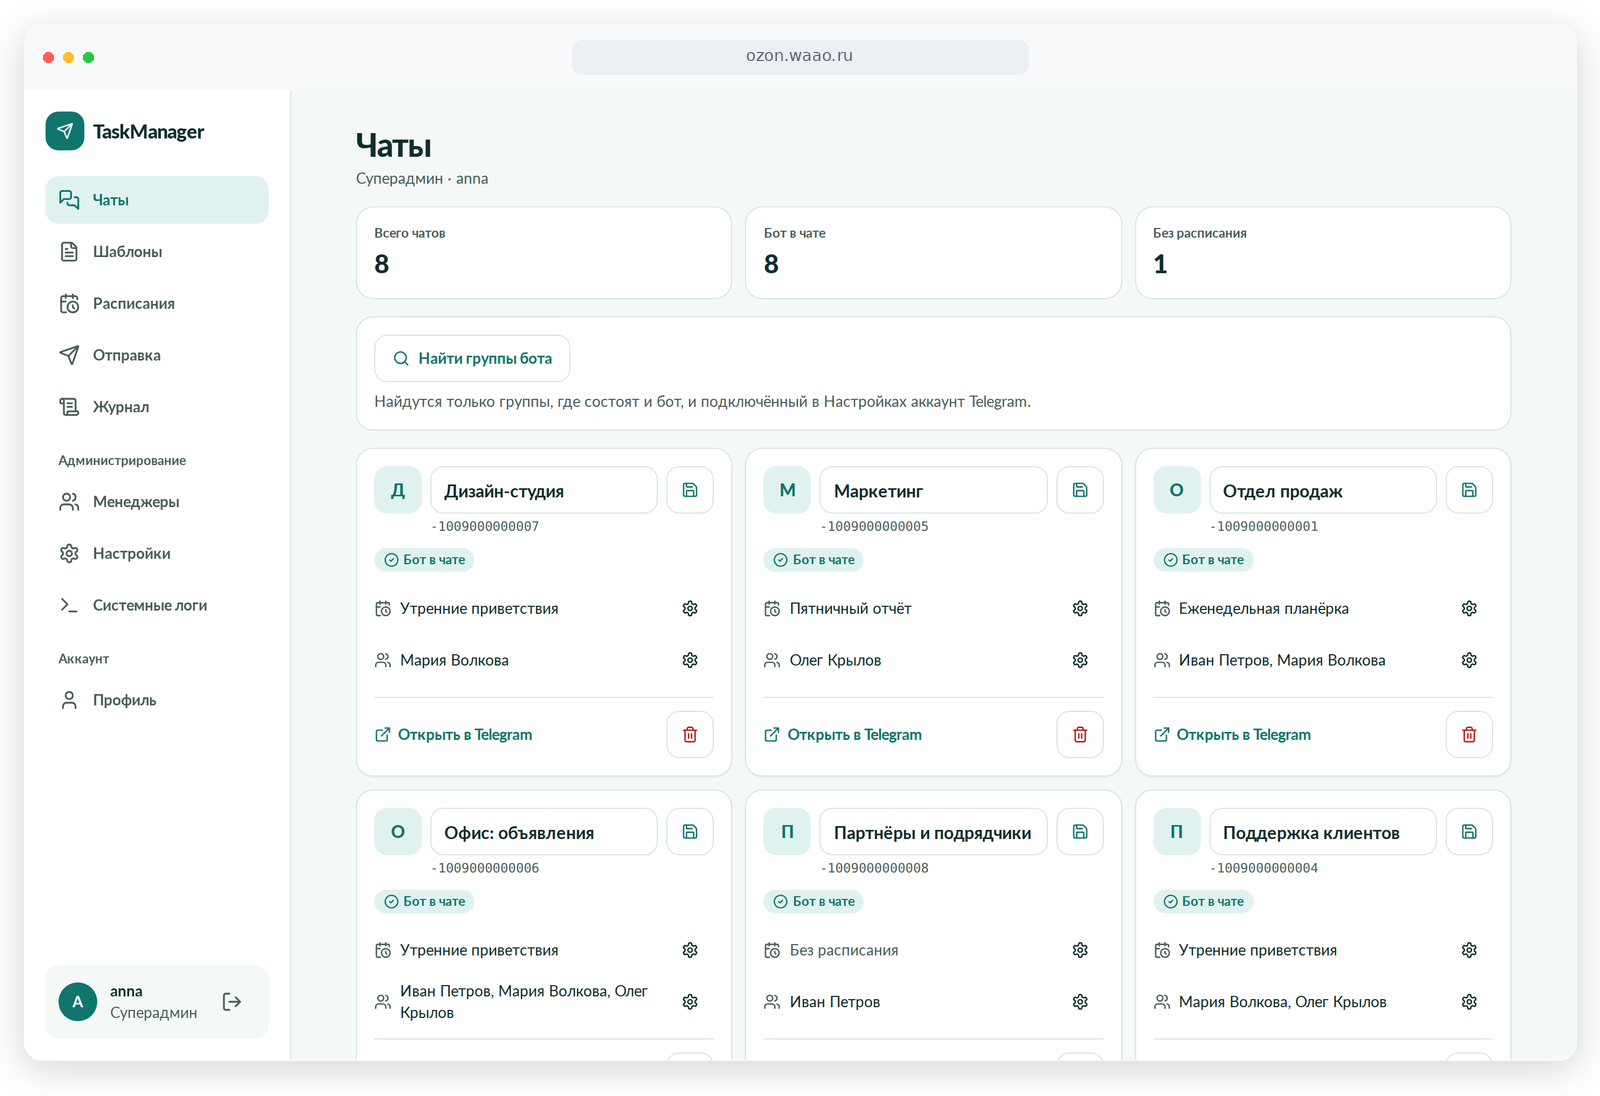 ozon.waao.ru
TaskManager
Чаты
Шаблоны
Расписания
Отправка
Журнал
Администрирование
Менеджеры
Настройки
Системные логи
Аккаунт
Профиль
A
anna
Суперадмин
Чаты
Суперадмин · anna
Всего чатов
8
Бот в чате
8
Без расписания
1
Найти группы бота
Найдутся только группы, где состоят и бот, и подключённый в Настройках аккаунт Telegram.
Д
Дизайн-студия
-1009000000007
Бот в чате
Утренние приветствия
Мария Волкова
Открыть в Telegram
М
Маркетинг
-1009000000005
Бот в чате
Пятничный отчёт
Олег Крылов
Открыть в Telegram
О
Отдел продаж
-1009000000001
Бот в чате
Еженедельная планёрка
Иван Петров, Мария Волкова
Открыть в Telegram
О
Офис: объявления
-1009000000006
Бот в чате
Утренние приветствия
Иван Петров, Мария Волкова, Олег
Крылов
П
Партнёры и подрядчики
-1009000000008
Бот в чате
Без расписания
Иван Петров
П
Поддержка клиентов
-1009000000004
Бот в чате
Утренние приветствия
Мария Волкова, Олег Крылов